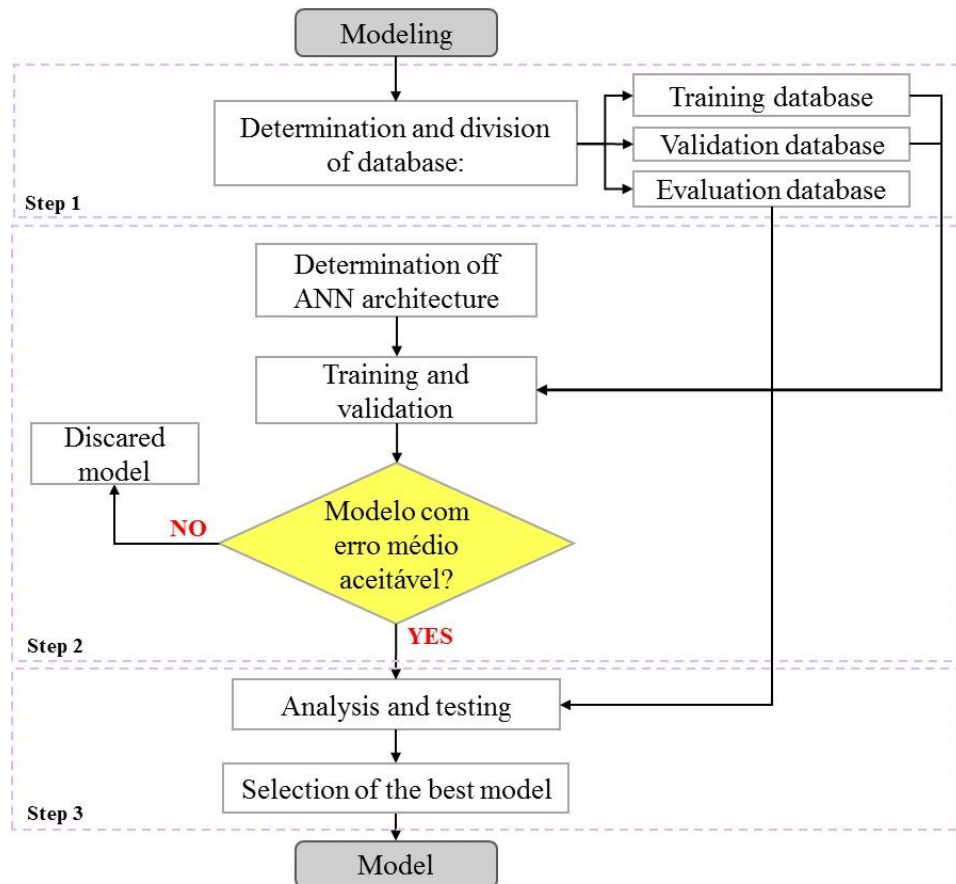 Modeling
Determination and division
of database:
Training database
Validation database
Evaluation database
Step 1
Determination off
ANN architecture
Training and
validation
Discared
model
NO
Modelo com
erro médio
aceitável?
YES
Step 2
Analysis and testing
Selection of the best model
Step 3
Model